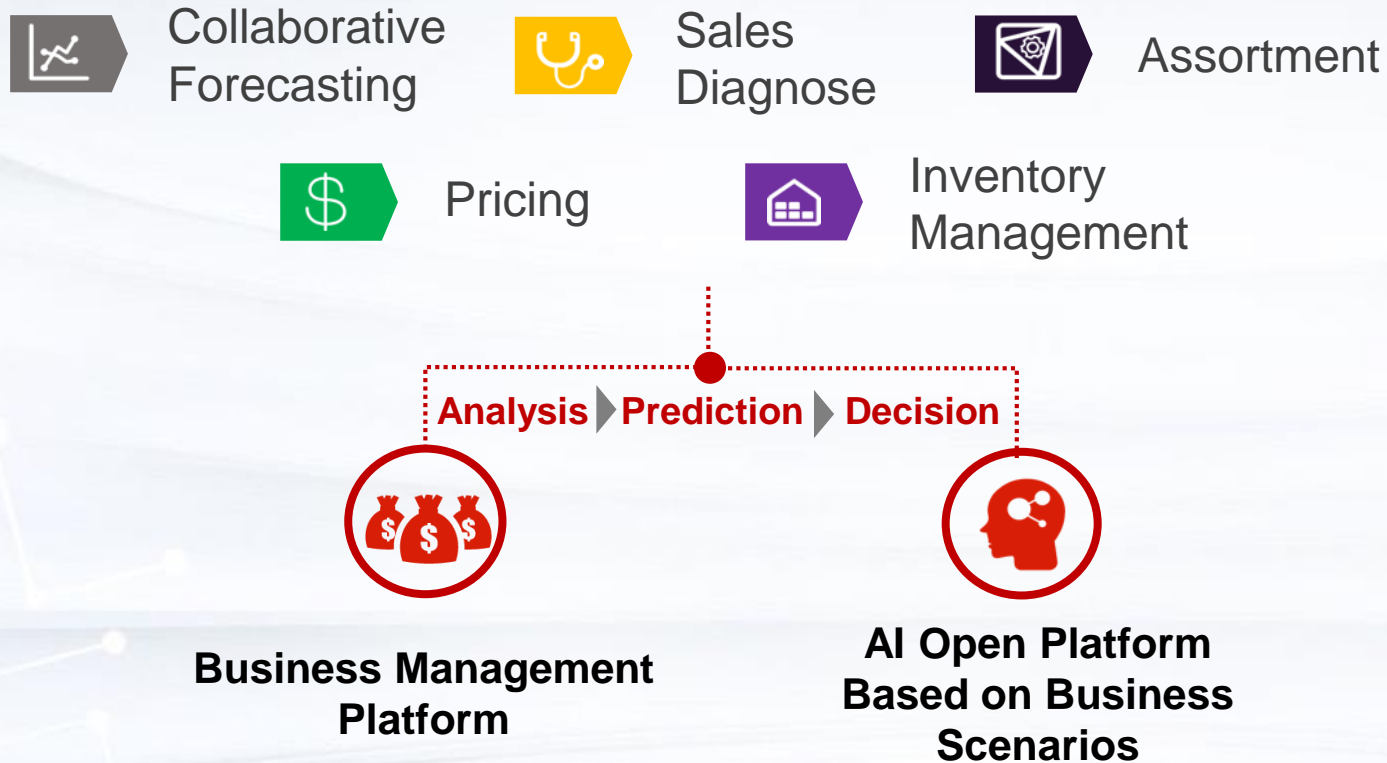 Collaborative
Forecasting
Sales
Diagnose
Assortment
$
Pricing
Inventory
Management
Analysis
Prediction
Decision
$
$
$
Business Management
Platform
AI Open Platform
Based on Business
Scenarios